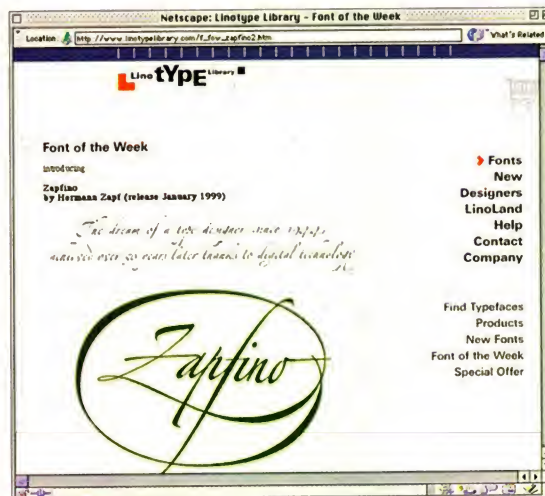 Netscape: Linotype Library - Font of the Week
Location: http://www.linotypelibrary.com/f_fow_zapfino2.htm
What's Related
Lino tYpE Library
Font of the Week
introducing
Zapfino
by Hermann Zapf (release January 1999)
The dream of a type designer since 1944,
achieved over 50 years later thanks to digital technology
Zapfino
Fonts
New
Designers
LinoLand
Help
Contact
Company
Find Typefaces
Products
New Fonts
Font of the Week
Special Offer